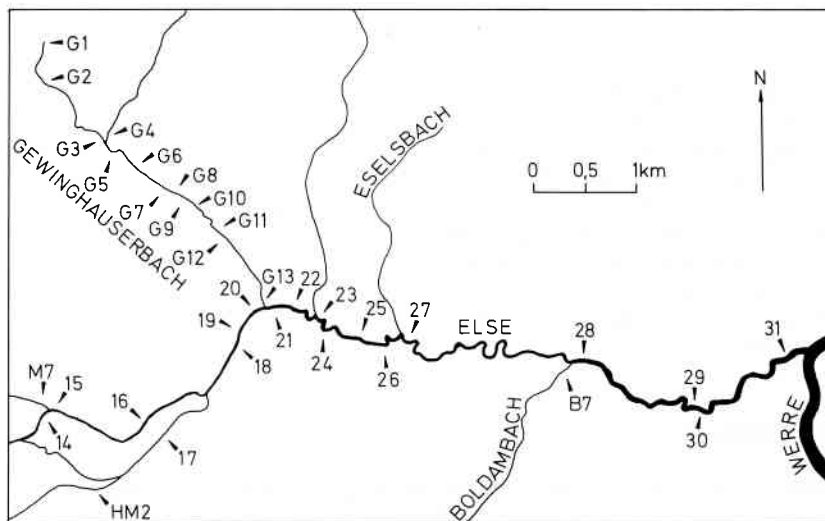 G1
G2
G4
G3
G6
G5
G8
G7
G10
G9
G11
G12
GEWINGHAUSERBACH
ESELSBACH
N
0 0,5 1km
G13
20
22
23
19
21
25
27
ELSE
24
26
18
28
31
M7
15
16
29
B7
30
14
17
BOLDAMBACH
WERRE
HM2